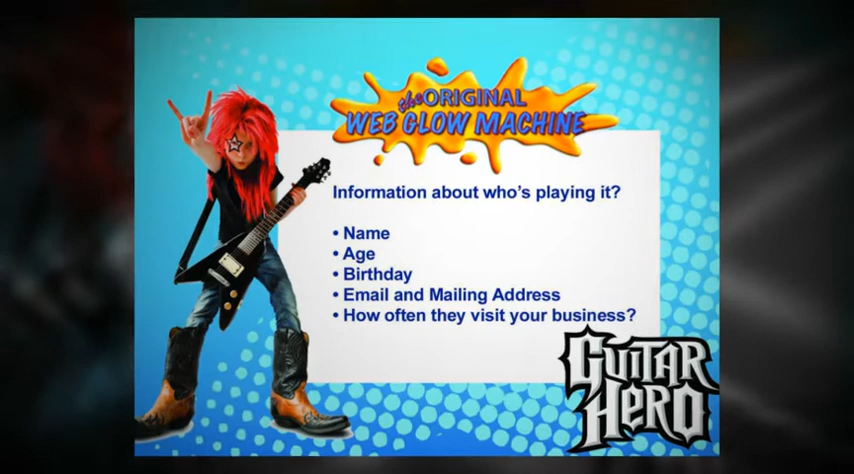 the ORIGINAL
WEB GLOW MACHINE
Information about who's playing it?
• Name
• Age
• Birthday
• Email and Mailing Address
• How often they visit your business?
GUITAR
HERO